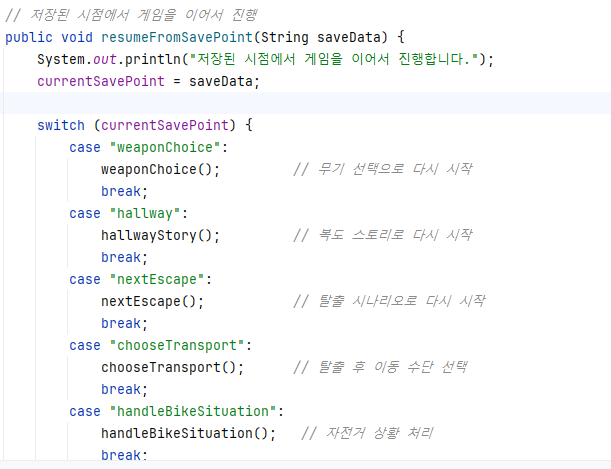 // 저장된 시점에서 게임을 이어서 진행
public void resumeFromSavePoint(String saveData) {
    System.out.println("저장된 시점에서 게임을 이어서 진행합니다.");
    currentSavePoint = saveData;
    switch (currentSavePoint) {
        case "weaponChoice":
            weaponChoice();         // 무기 선택으로 다시 시작
            break;
        case "hallway":
            hallwayStory();         // 복도 스토리로 다시 시작
            break;
        case "nextEscape":
            nextEscape();           // 탈출 시나리오로 다시 시작
            break;
        case "chooseTransport":
            chooseTransport();      // 탈출 후 이동 수단 선택
            break;
        case "handleBikeSituation":
            handleBikeSituation();   // 자전거 상황 처리
            break;